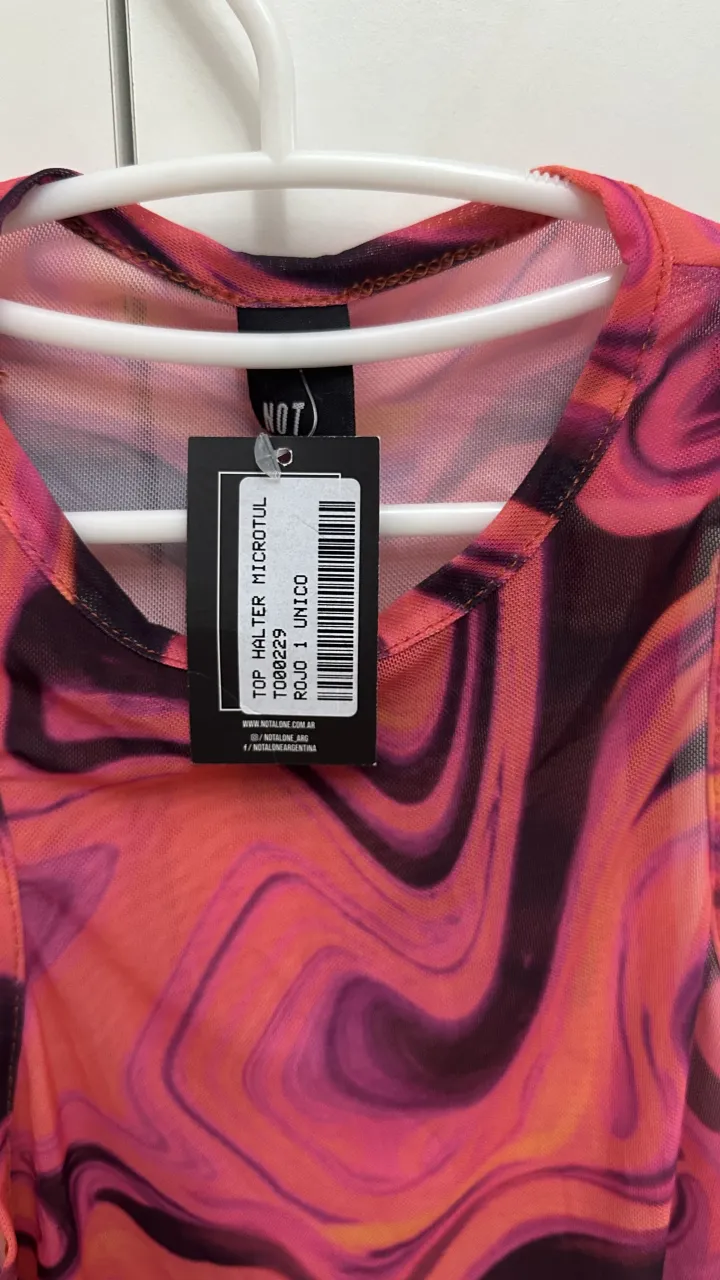 NOT
TOP HALTER MICROTUL
T000229
ROJO 1 UNICO
WWW.NOTALONE.COM.AR
/ NOTALONE_ARG
/ NOTALONEARGENTINA